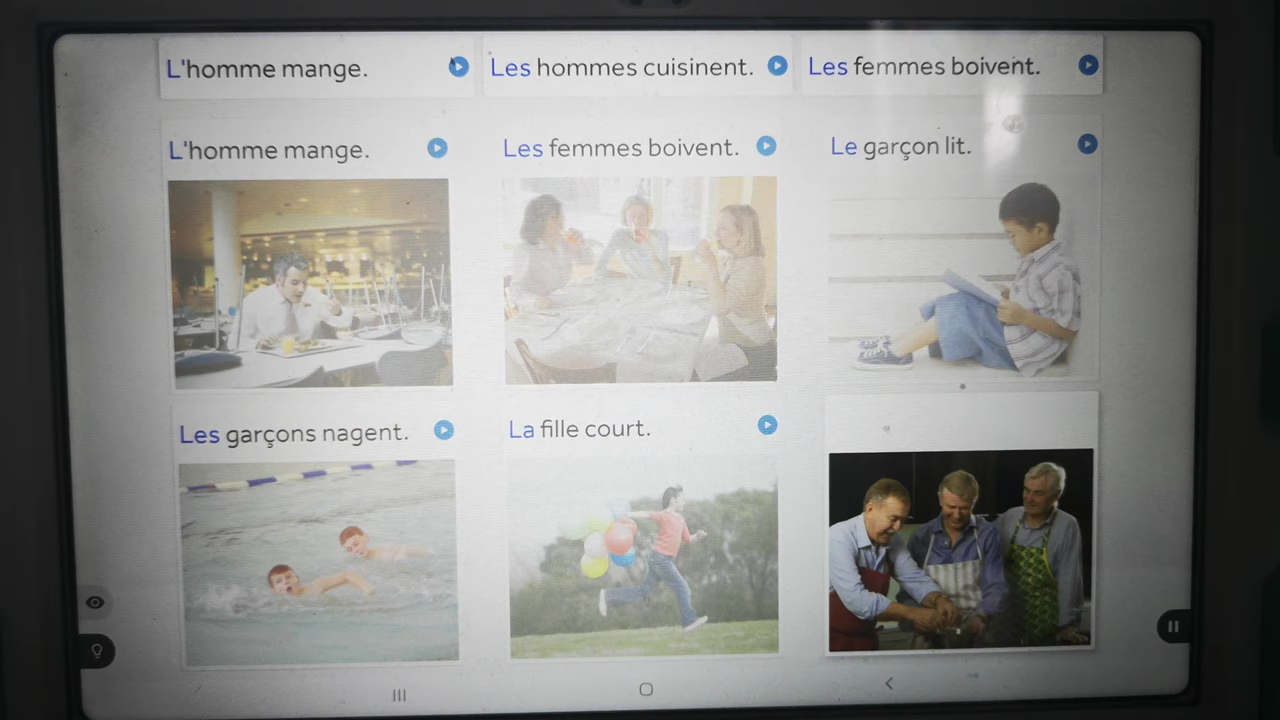 L'homme mange.
Les hommes cuisinent.
Les femmes boivent.
L'homme mange.
Les femmes boivent.
Le garçon lit.
Les garçons nagent.
La fille court.